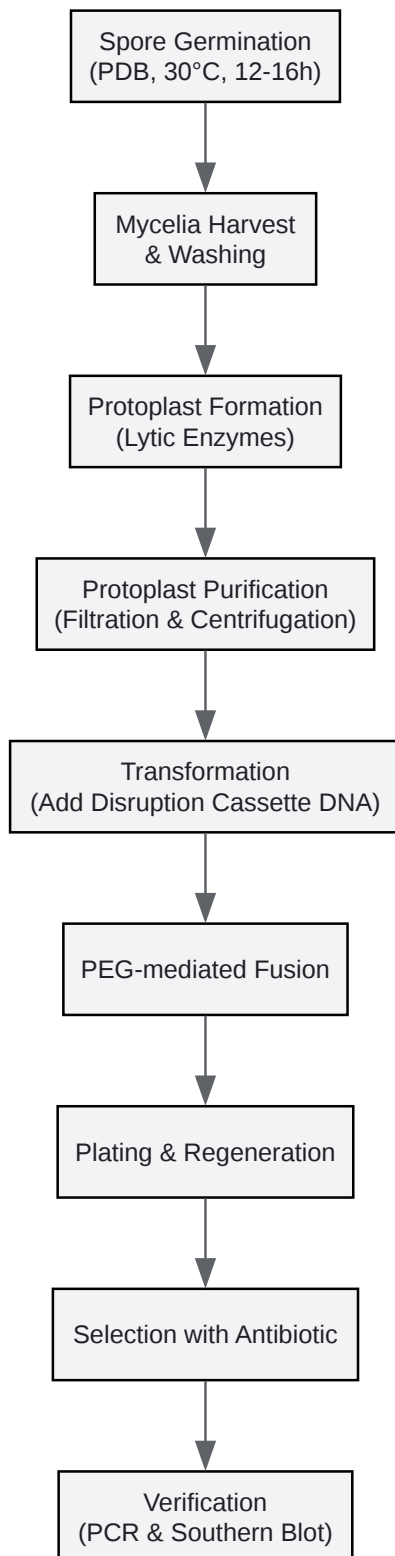 Spore Germination
(PDB, 30°C, 12-16h)
Mycelia Harvest
& Washing
Protoplast Formation
(Lytic Enzymes)
Protoplast Purification
(Filtration & Centrifugation)
Transformation
(Add Disruption Cassette DNA)
PEG-mediated Fusion
Plating & Regeneration
Selection with Antibiotic
Verification
(PCR & Southern Blot)